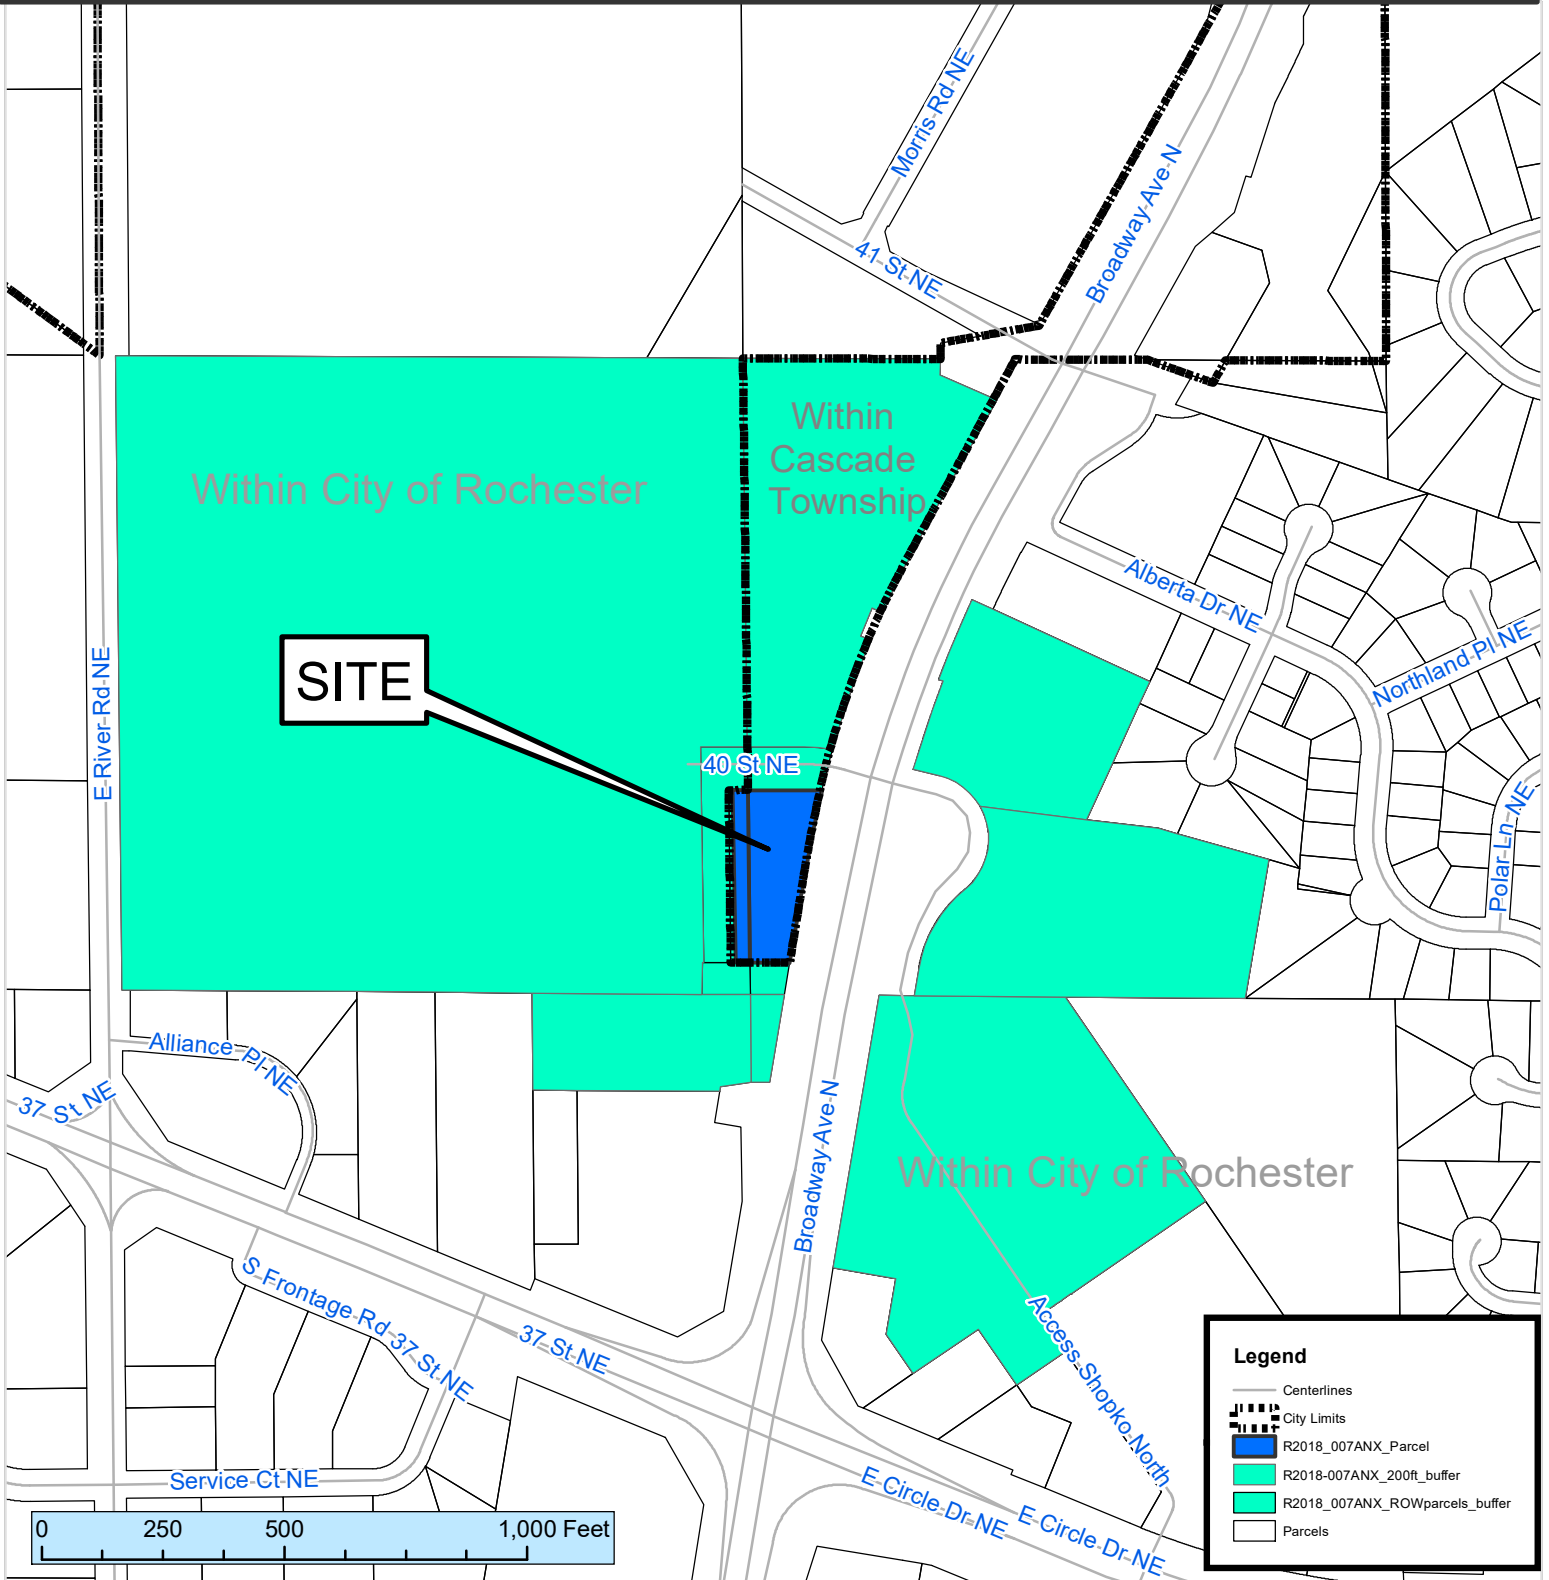 Morris Rd NE
Broadway Ave N
41 St NE
Within City of Rochester
Within
Cascade
Township
Alberta Dr NE
Northland Pl NE
SITE
E River Rd NE
40 St NE
Polar Ln NE
Alliance Pl NE
37 St NE
Broadway Ave N
Within City of Rochester
S Frontage Rd 37 St NE
37 St NE
Access Shopko North
Service Ct NE
E Circle Dr NE
E Circle Dr NE
0 250 500 1,000 Feet
Legend
Centerlines
City Limits
R2018_007ANX_Parcel
R2018-007ANX_200ft_buffer
R2018_007ANX_ROWparcels_buffer
Parcels